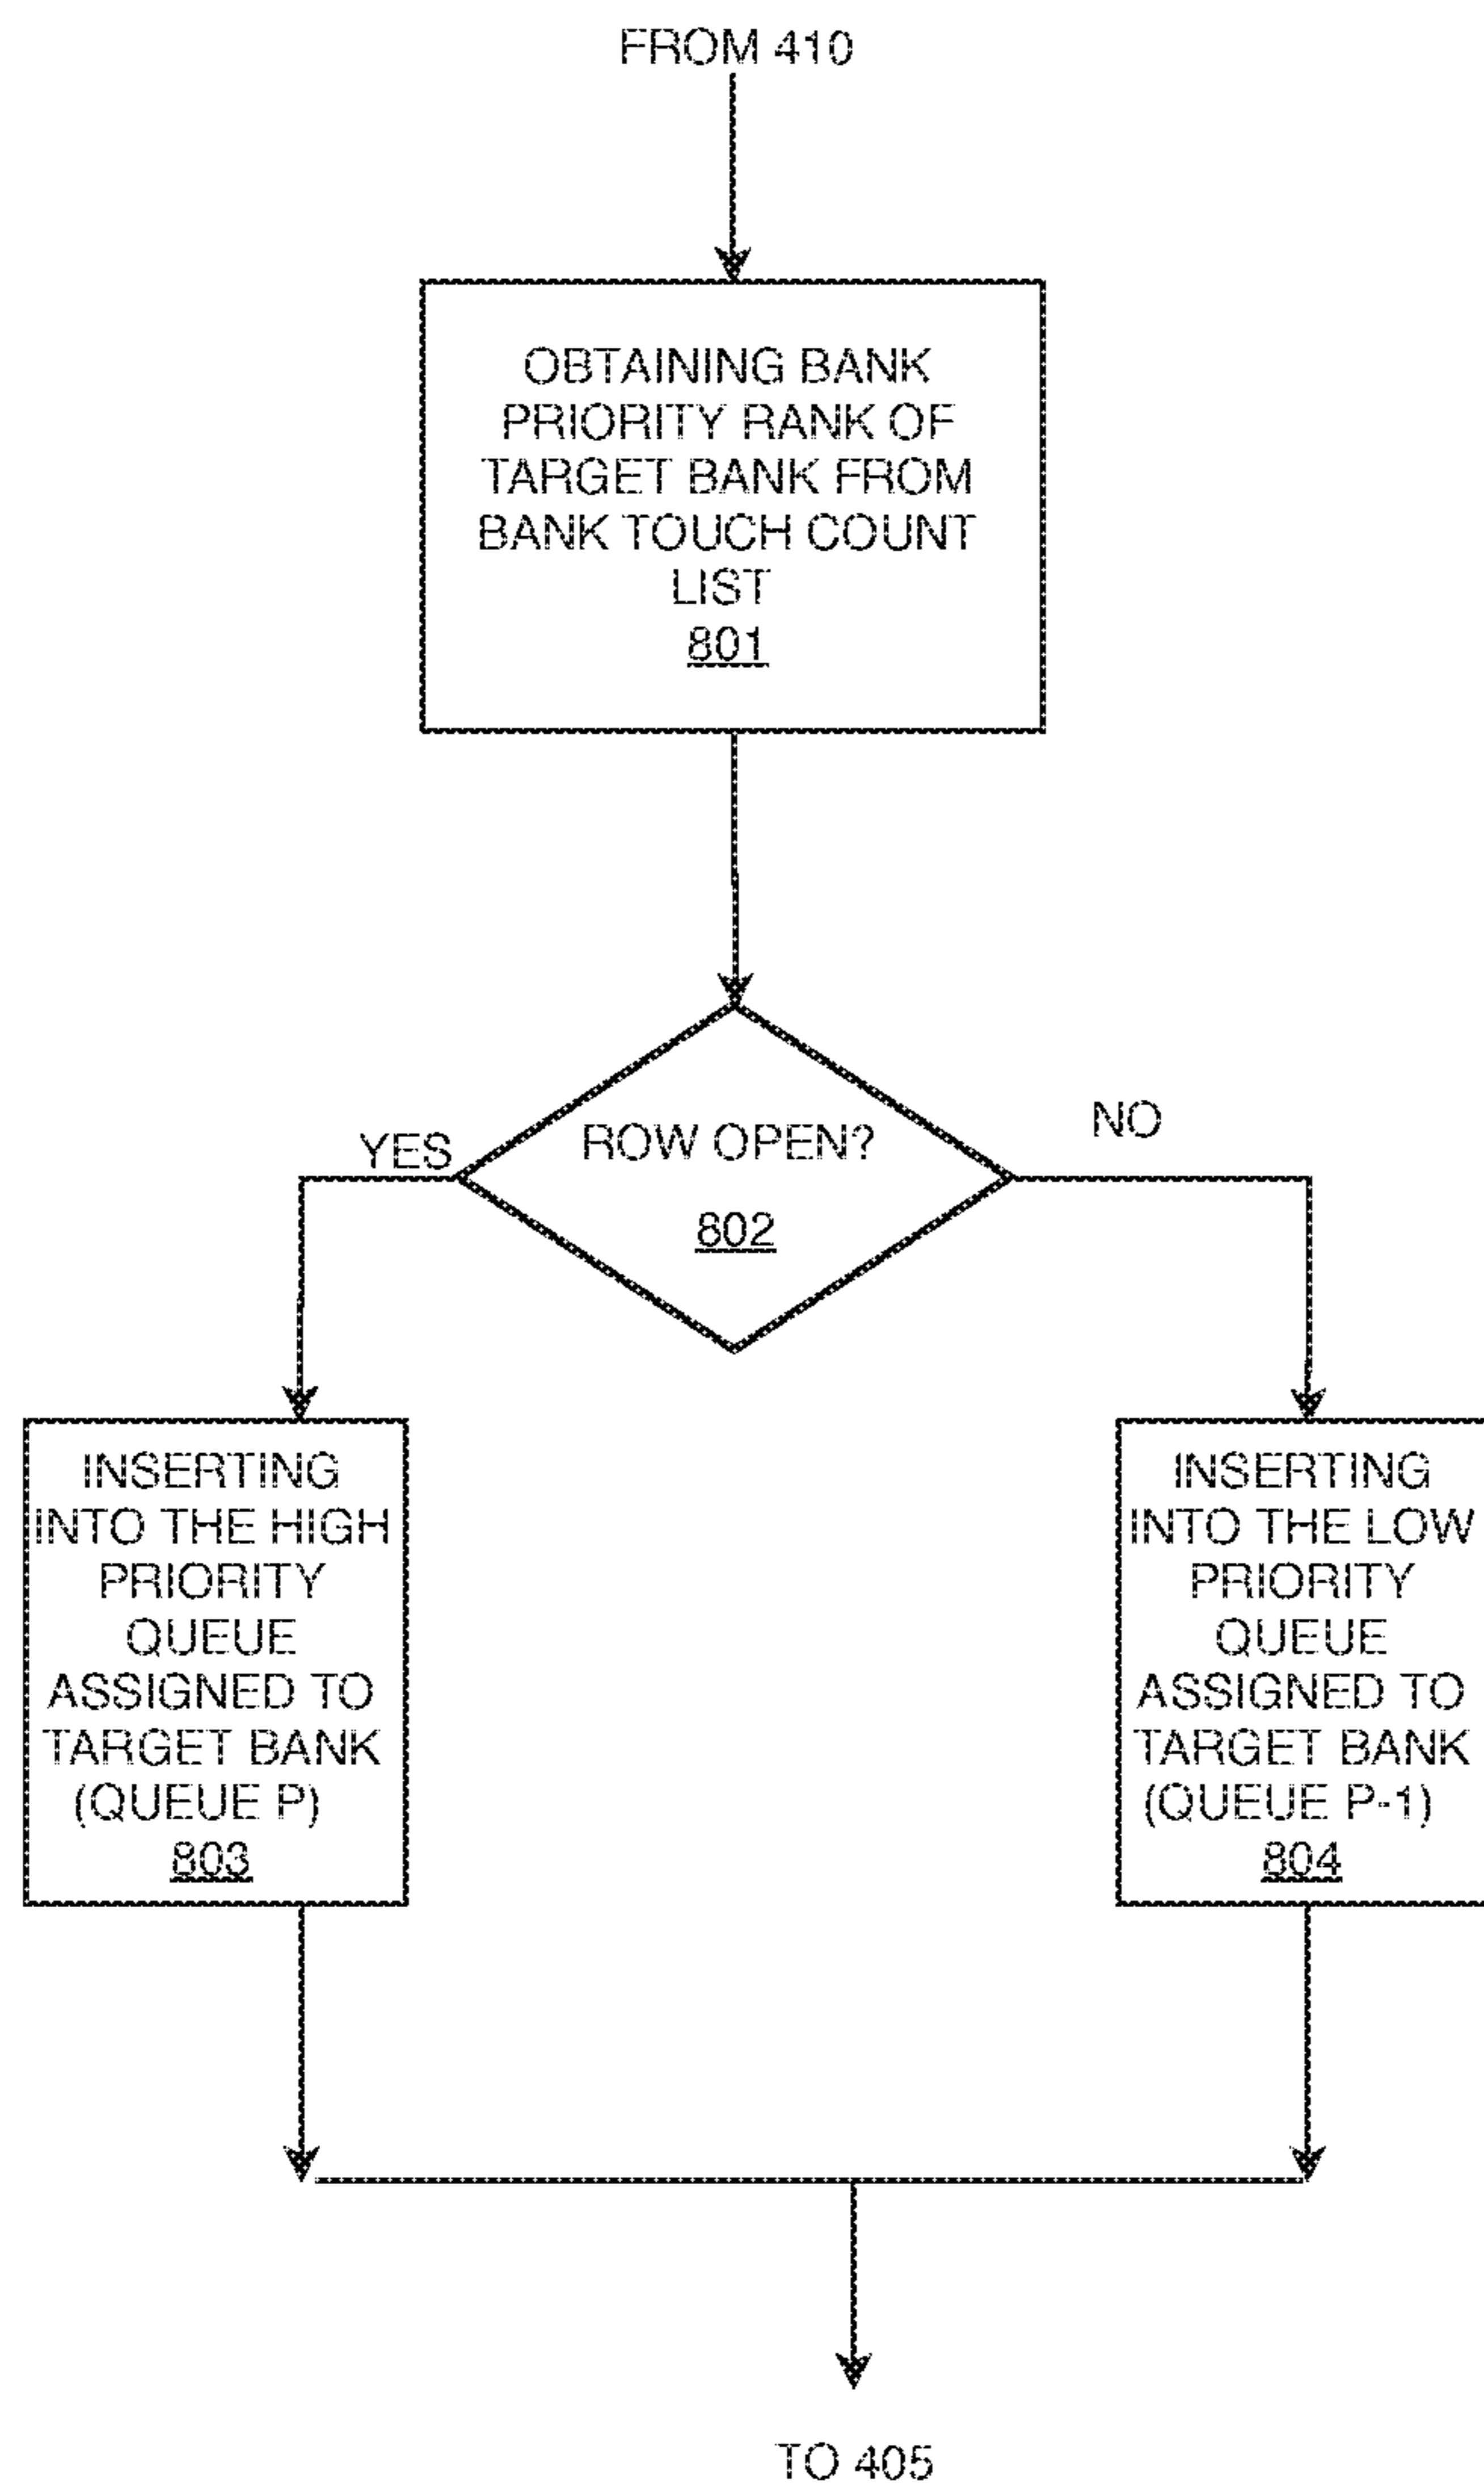 FROM 410
OBTAINING BANK
PRIORITY RANK OF
TARGET BANK FROM
BANK TOUCH COUNT
LIST
801
YES
ROW OPEN?
NO
802
INSERTING
INTO THE HIGH
PRIORITY
QUEUE
ASSIGNED TO
TARGET BANK
(QUEUE P)
803
INSERTING
INTO THE LOW
PRIORITY
QUEUE
ASSIGNED TO
TARGET BANK
(QUEUE P-1)
804
TO 405